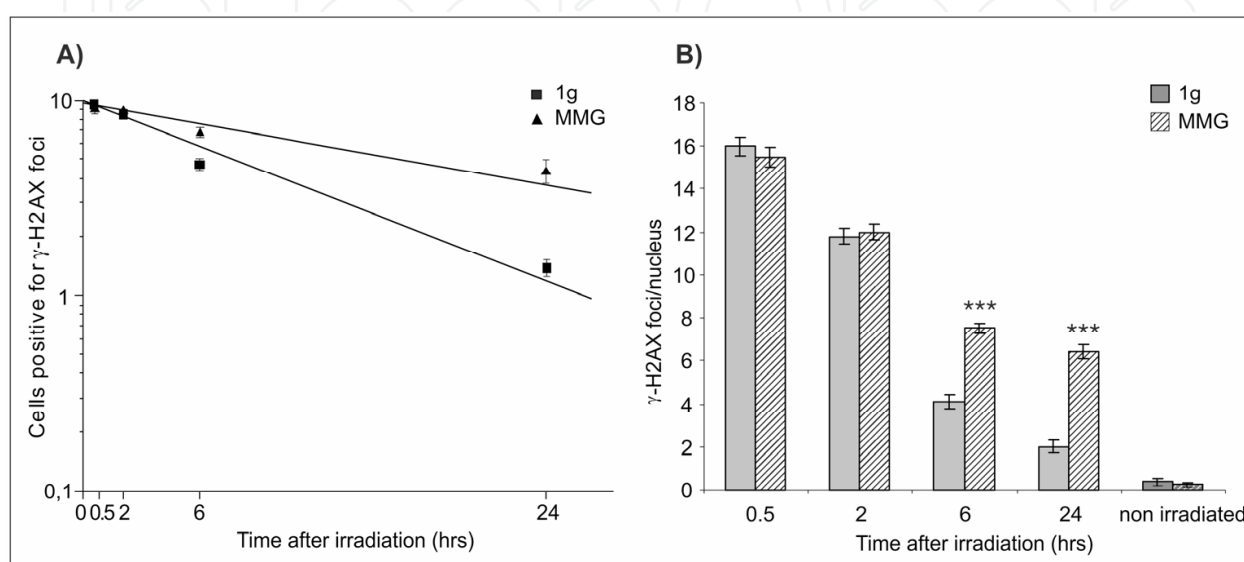 A)
1g
MMG
Cells positive for γ-H2AX foci
10
1
0,1
0 0.5 2 6 24
Time after irradiation (hrs)
B)
1g
MMG
γ-H2AX foci/nucleus
18
16
14
12
10
8
6
4
2
0
***
***
0.5 2 6 24 non irradiated
Time after irradiation (hrs)